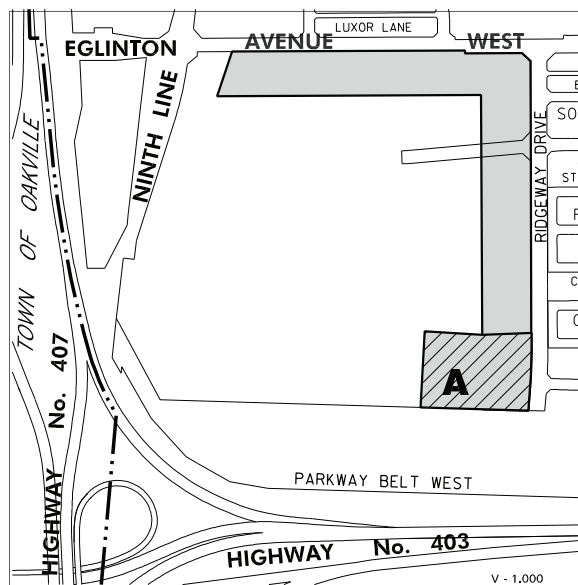 LUXOR LANE
EGLINTON AVENUE WEST
NINTH LINE
TOWN OF OAKVILLE
RIDGEWAY DRIVE
SO
ST
A
HIGHWAY No. 407
PARKWAY BELT WEST
HIGHWAY No. 403
V - 1.000